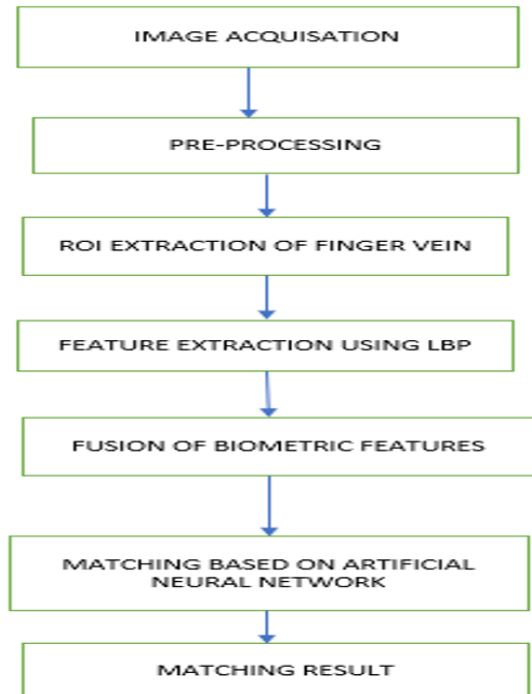 IMAGE ACQUISATION
PRE-PROCESSING
ROI EXTRACTION OF FINGER VEIN
FEATURE EXTRACTION USING LBP
FUSION OF BIOMETRIC FEATURES
MATCHING BASED ON ARTIFICIAL
NEURAL NETWORK
MATCHING RESULT